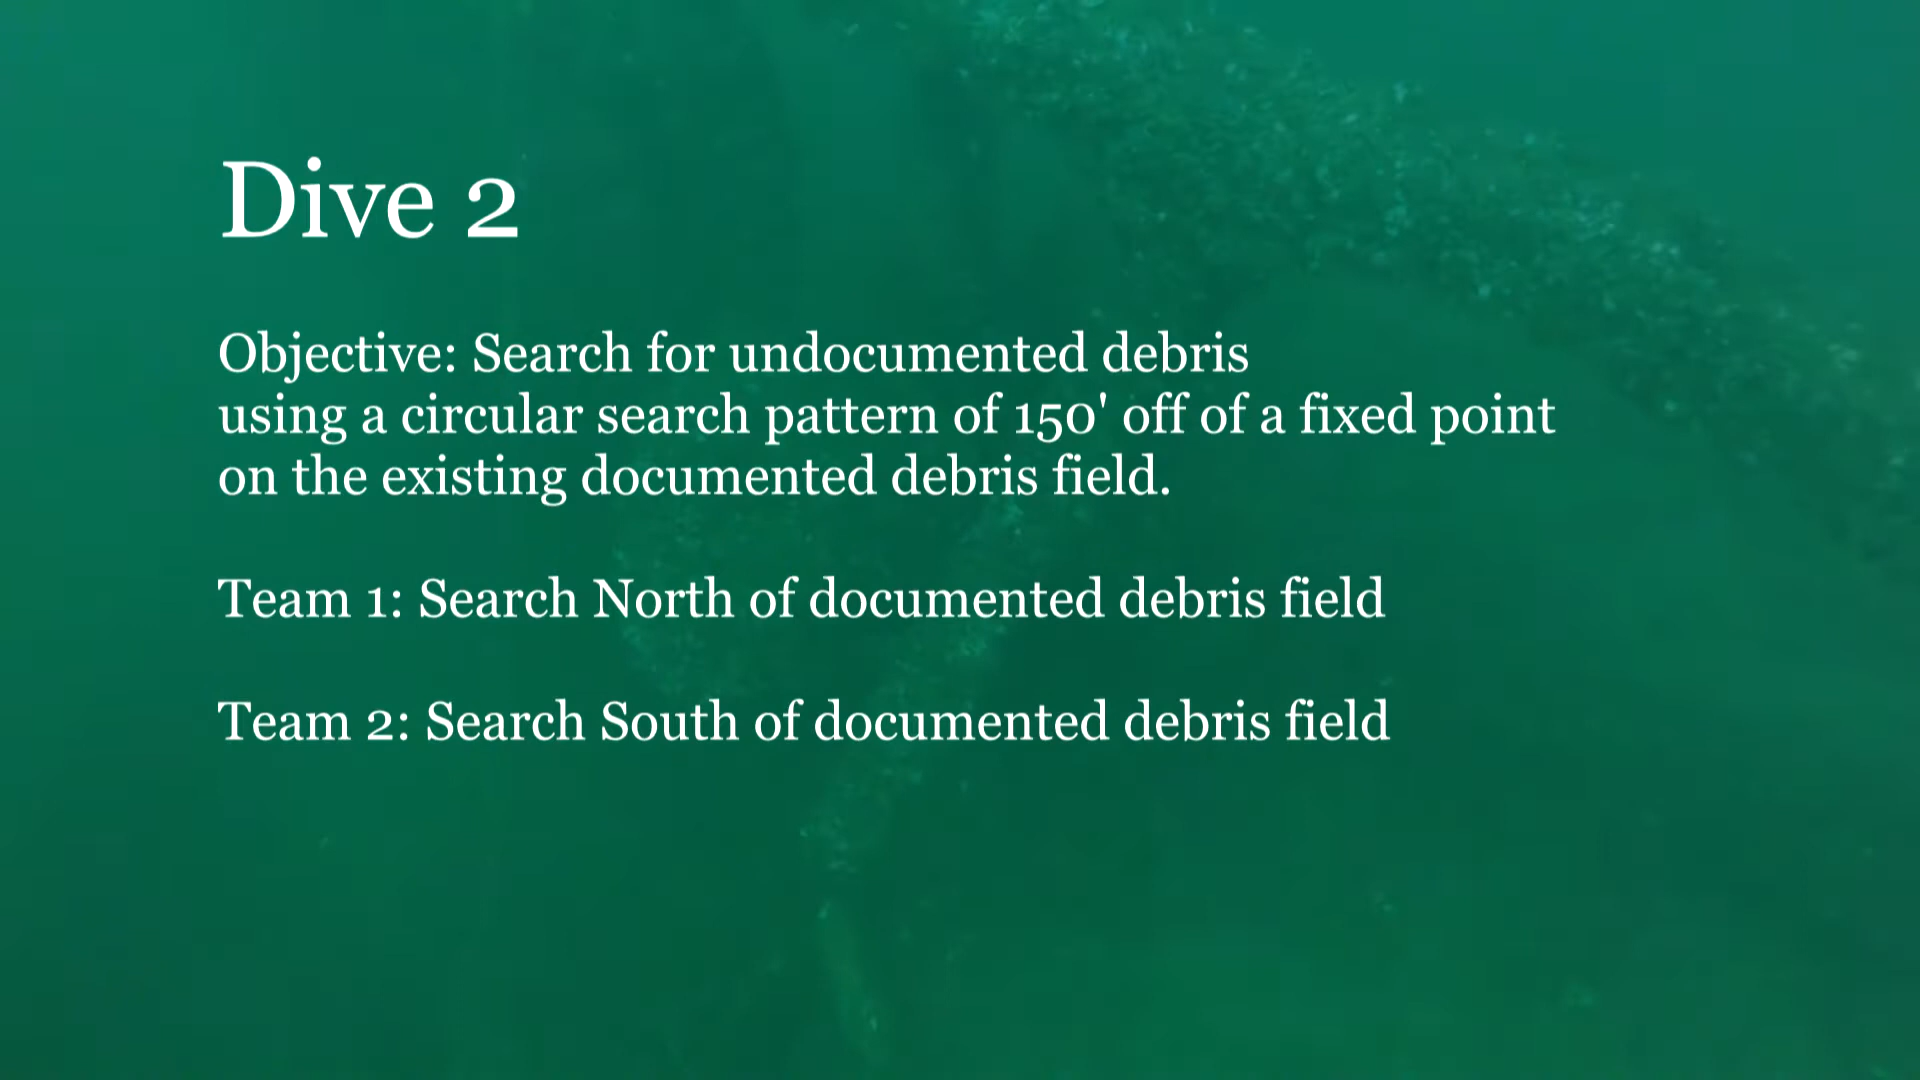 Dive 2
Objective: Search for undocumented debris
using a circular search pattern of 150' off of a fixed point
on the existing documented debris field.
Team 1: Search North of documented debris field
Team 2: Search South of documented debris field